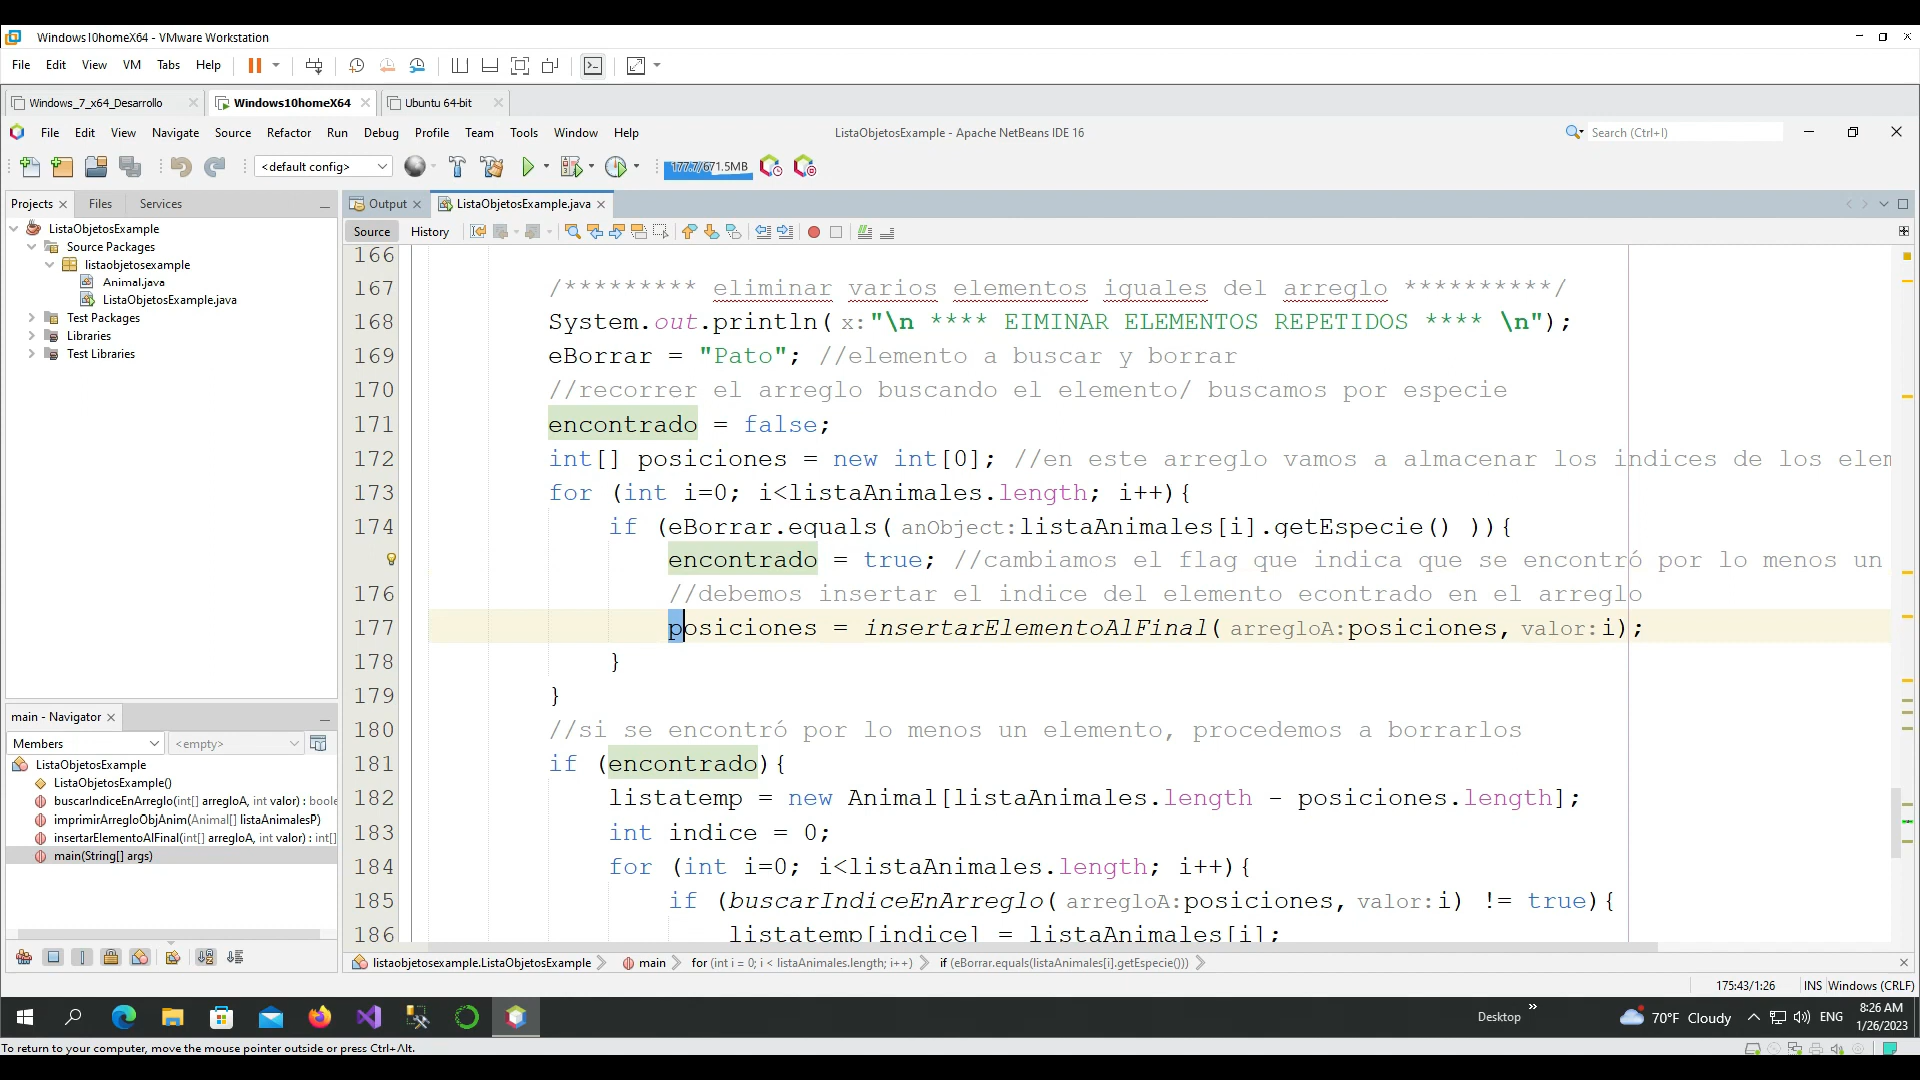 Windows10homeX64 - VMware Workstation
File Edit View VM Tabs Help
Windows_7_x64_Desarrollo
Windows10homeX64
Ubuntu 64-bit
File Edit View Navigate Source Refactor Run Debug Profile Team Tools Window Help
ListaObjetosExample - Apache NetBeans IDE 16
Search (Ctrl+I)
<default config>
177.7/671.5MB
Projects
Files
Services
Output
ListaObjetosExample.java
Source
History
ListaObjetosExample
Source Packages
listaobjetosexample
Animal.java
ListaObjetosExample.java
Test Packages
Libraries
Test Libraries
166
167 /********* eliminar varios elementos iguales del arreglo **********/
168 System.out.println( x:"\n **** EIMINAR ELEMENTOS REPETIDOS **** \n");
169 eBorrar = "Pato"; //elemento a buscar y borrar
170 //recorrer el arreglo buscando el elemento/ buscamos por especie
171 encontrado = false;
172 int[] posiciones = new int[0]; //en este arreglo vamos a almacenar los indices de los elem
173 for (int i=0; i<listaAnimales.length; i++){
174 if (eBorrar.equals( anObject:listaAnimales[i].getEspecie() )){
encontrado = true; //cambiamos el flag que indica que se encontró por lo menos un
176 //debemos insertar el indice del elemento econtrado en el arreglo
177 posiciones = insertarElementoAlFinal( arregloA:posiciones, valor:i);
178 }
179 }
180 //si se encontró por lo menos un elemento, procedemos a borrarlos
181 if (encontrado){
182 listatemp = new Animal[listaAnimales.length - posiciones.length];
183 int indice = 0;
184 for (int i=0; i<listaAnimales.length; i++){
185 if (buscarIndiceEnArreglo( arregloA:posiciones, valor:i) != true){
186 listatemp[indice] = listaAnimales[i];
main - Navigator
Members
<empty>
ListaObjetosExample
ListaObjetosExample()
buscarIndiceEnArreglo(int[] arregloA, int valor) : boole
imprimirArregloObjAnim(Animal[] listaAnimalesP)
insertarElementoAlFinal(int[] arregloA, int valor) : int[]
main(String[] args)
listaobjetosexample.ListaObjetosExample
main
for (int i = 0; i < listaAnimales.length; i++)
if (eBorrar.equals(listaAnimales[i].getEspecie()))
175:43/1:26
INS
Windows (CRLF)
Desktop
70°F Cloudy
ENG
8:26 AM
1/26/2023
To return to your computer, move the mouse pointer outside or press Ctrl+Alt.